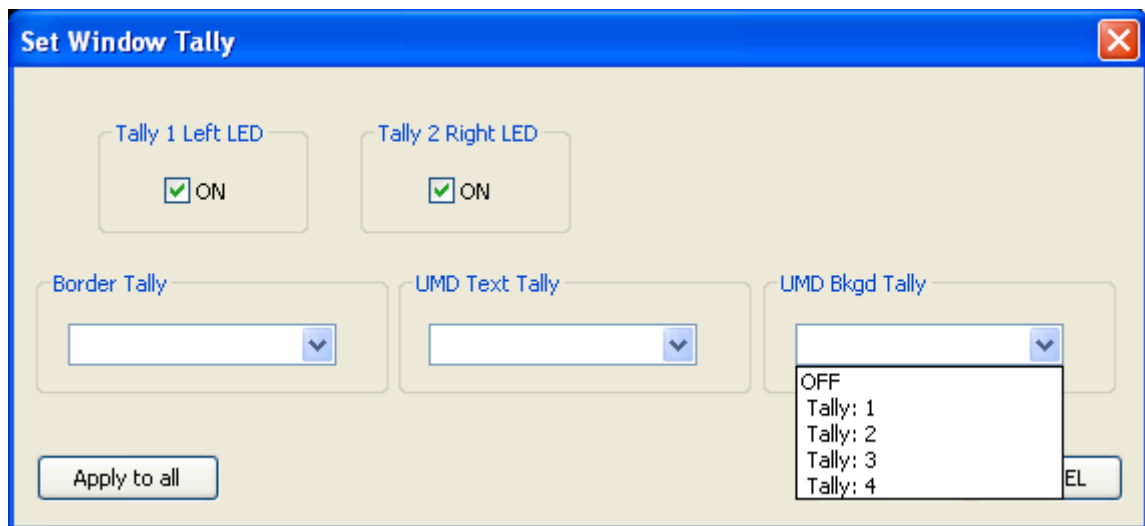 Set Window Tally
Tally 1 Left LED
Tally 2 Right LED
ON
ON
Border Tally
UMD Text Tally
UMD Bkgd Tally
OFF
Tally: 1
Tally: 2
Tally: 3
Tally: 4
Apply to all
EL